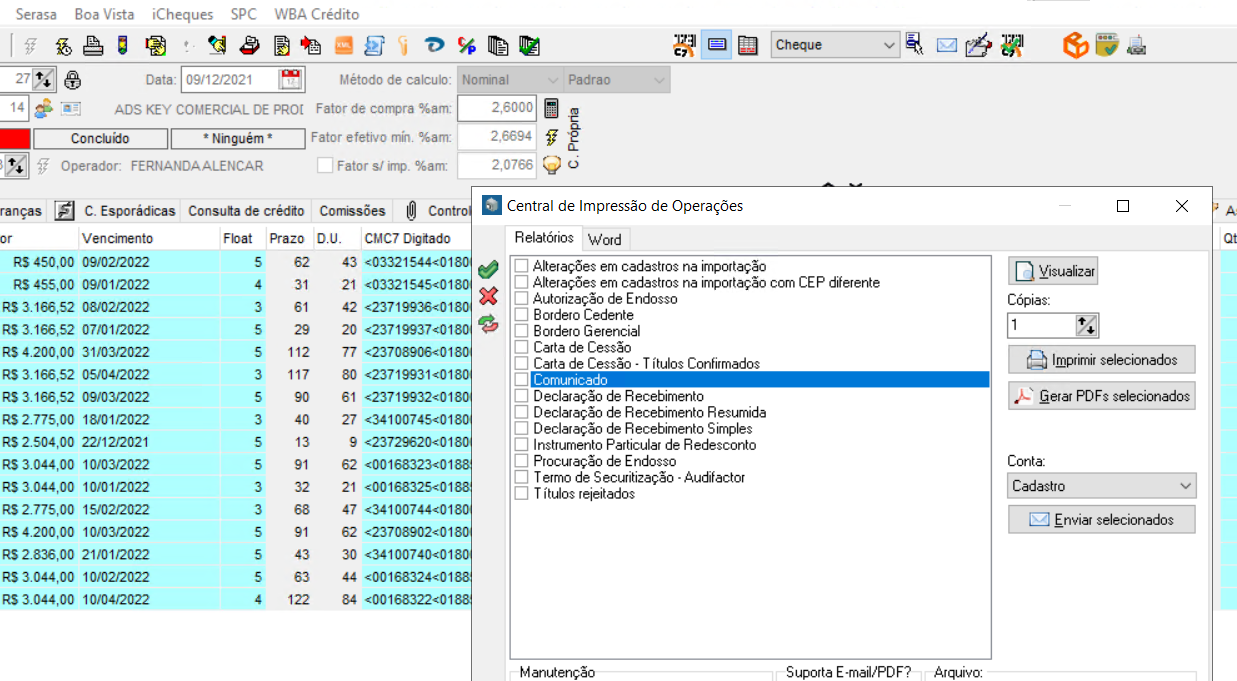 Serasa Boa Vista iCheques SPC WBA Crédito
Cheque
27 Data: 09/12/2021 Método de calculo: Nominal Padrao
14 ADS KEY COMERCIAL DE PROD Fator de compra %am: 2,6000
Concluído * Ninguém * Fator efetivo mín. %am: 2,6694
C. Própria
Operador: FERNANDA ALENCAR Fator s/ imp. %am: 2,0766
ranças C. Esporádicas Consulta de crédito Comissões Control
or Vencimento Float Prazo D.U. CMC7 Digitado Qt
R$ 450,00 09/02/2022 5 62 43 <03321544<0180
R$ 455,00 09/01/2022 4 31 21 <03321545<0180
R$ 3.166,52 08/02/2022 3 61 42 <23719936<0180
R$ 3.166,52 07/01/2022 5 29 20 <23719937<0180
R$ 4.200,00 31/03/2022 5 112 77 <23708906<0180
R$ 3.166,52 05/04/2022 3 117 80 <23719931<0180
R$ 3.166,52 09/03/2022 5 90 61 <23719932<0180
R$ 2.775,00 18/01/2022 3 40 27 <34100745<0180
R$ 2.504,00 22/12/2021 5 13 9 <23729620<0180
R$ 3.044,00 10/03/2022 5 91 62 <00168323<0188
R$ 3.044,00 10/01/2022 3 32 21 <00168325<0188
R$ 2.775,00 15/02/2022 3 68 47 <34100744<0180
R$ 4.200,00 10/03/2022 5 91 62 <23708902<0180
R$ 2.836,00 21/01/2022 5 43 30 <34100740<0180
R$ 3.044,00 10/02/2022 5 63 44 <00168324<0188
R$ 3.044,00 10/04/2022 4 122 84 <00168322<0188
Central de Impressão de Operações
Relatórios Word
Alterações em cadastros na importação
Alterações em cadastros na importação com CEP diferente
Autorização de Endosso
Bordero Cedente
Bordero Gerencial
Carta de Cessão
Carta de Cessão - Títulos Confirmados
Comunicado
Declaração de Recebimento
Declaração de Recebimento Resumida
Declaração de Recebimento Simples
Instrumento Particular de Redesconto
Procuração de Endosso
Termo de Securitização - Audifactor
Títulos rejeitados
Visualizar
Cópias:
1
Imprimir selecionados
Gerar PDFs selecionados
Conta:
Cadastro
Enviar selecionados
Manutenção Suporta E-mail/PDF? Arquivo: